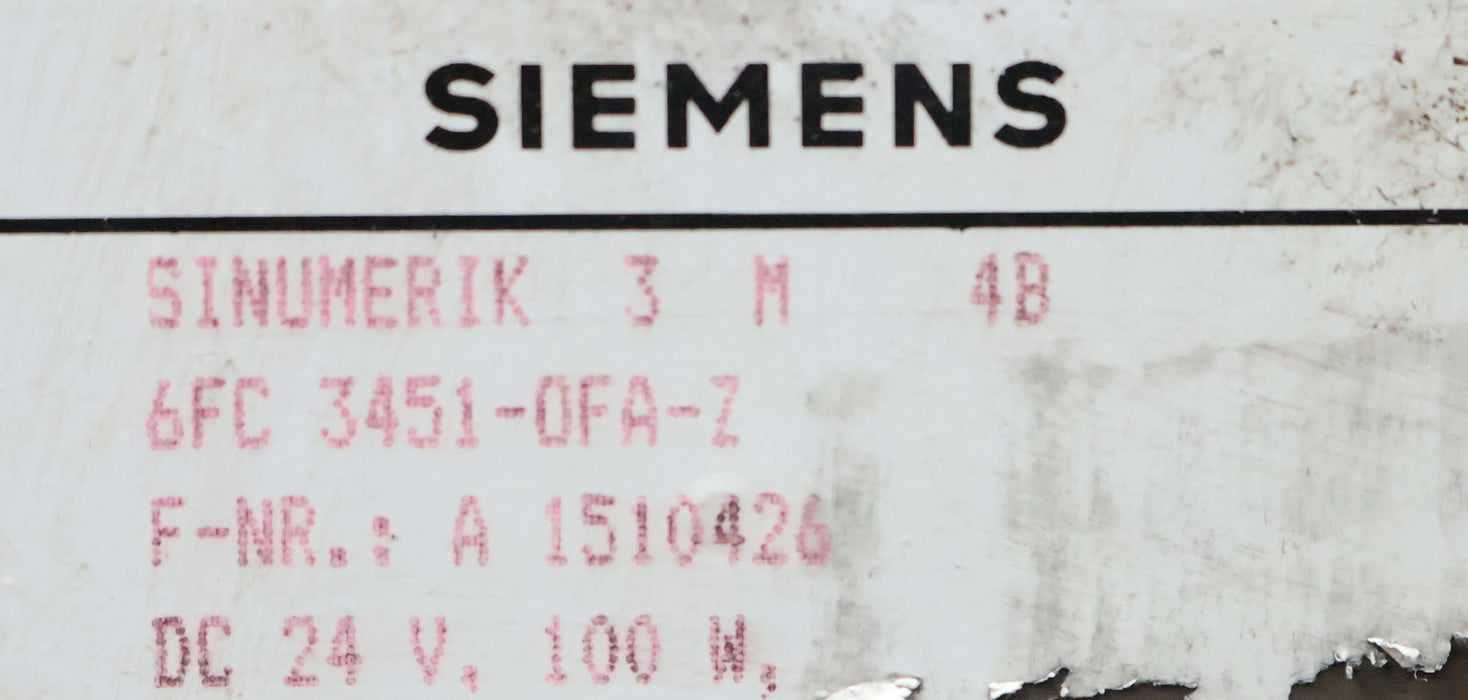 SIEMENS
SINUMERIK 3 M 4B
6FC 3451-0FA-Z
F-NR.: A 1510426
DC 24 V, 100 W,